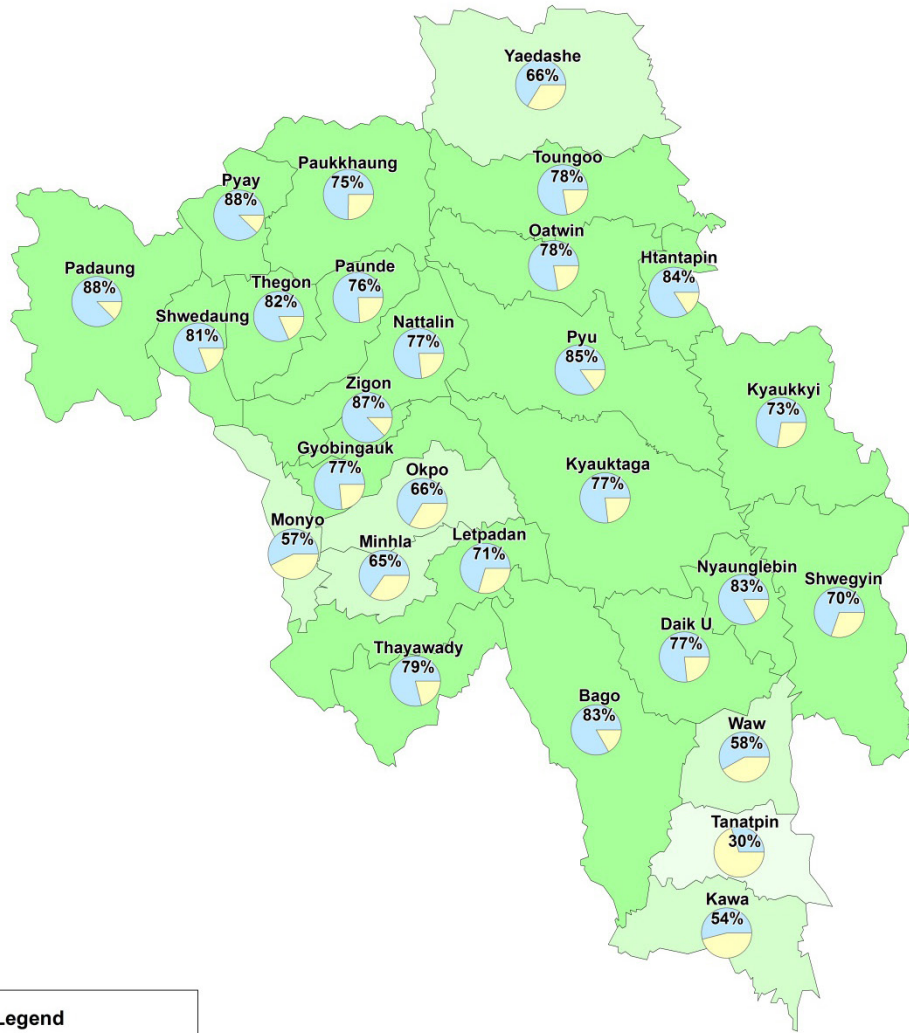 Yaedashe
66%
Toungoo
78%
Paukkhaung
75%
Pyay
88%
Oatwin
78%
Htantapin
84%
Padaung
88%
Thegon
82%
Paunde
76%
Shwedaung
81%
Nattalin
77%
Pyu
85%
Zigon
87%
Kyaukkyi
73%
Gyobingauk
77%
Okpo
66%
Kyauktaga
77%
Monyo
57%
Minhla
65%
Letpadan
71%
Nyaunglebin
83%
Shwegyin
70%
Daik U
77%
Thayawady
79%
Bago
83%
Waw
58%
Tanatpin
30%
Kawa
54%
Legend